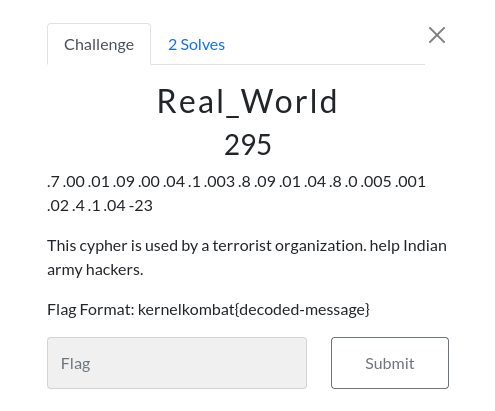 Challenge
2 Solves
Real_World
295
.7 .00 .01 .09 .00 .04 .1 .003 .8 .09 .01 .04 .8 .0 .005 .001
.02 .4 .1 .04 -23
This cypher is used by a terrorist organization. help Indian
army hackers.
Flag Format: kernelkombat{decoded-message}
Flag
Submit